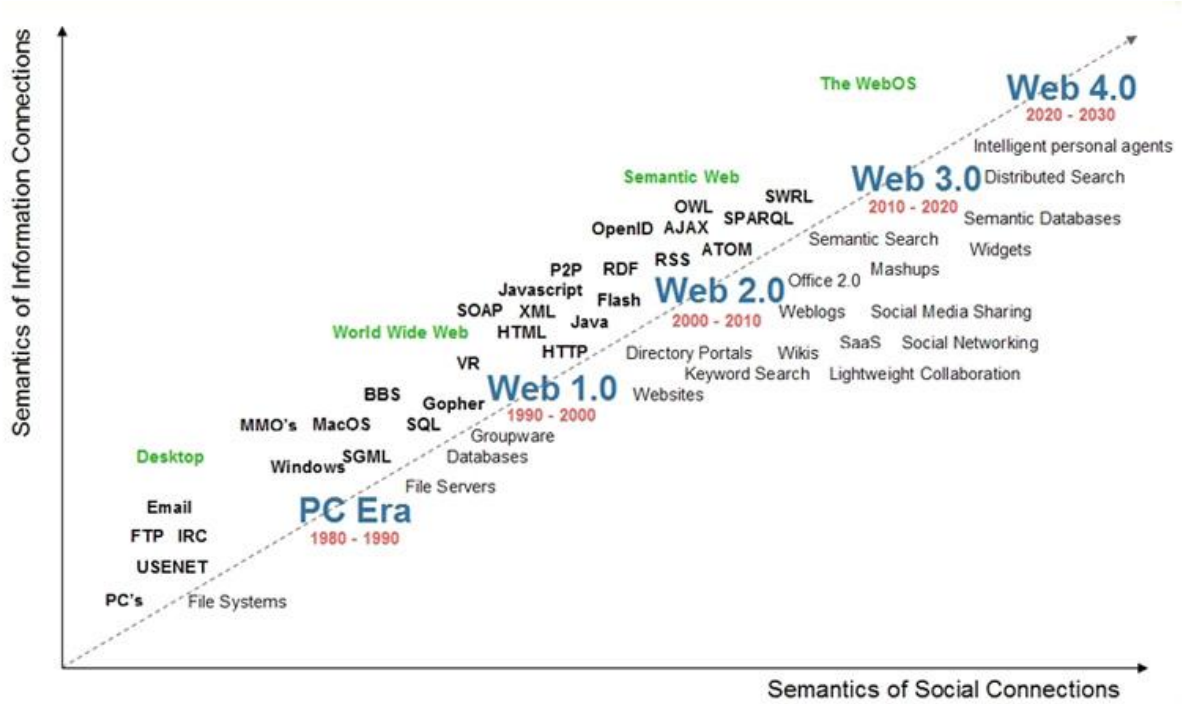 Semantics of Information Connections
The WebOS
Web 4.0
2020 - 2030
Intelligent personal agents
Semantic Web
Web 3.0
Distributed Search
2010 - 2020
SWRL
OWL
SPARQL
Semantic Databases
OpenID
AJAX
Semantic Search
ATOM
Widgets
RSS
P2P
RDF
Mashups
Office 2.0
Javascript
Flash
Web 2.0
2000 - 2010
SOAP
XML
Weblogs
Social Media Sharing
Java
World Wide Web
HTML
SaaS
Social Networking
HTTP
Directory Portals
Wikis
VR
Keyword Search
Lightweight Collaboration
Web 1.0
1990 - 2000
Websites
BBS
Gopher
MMO's
MacOS
SQL
Groupware
Desktop
SGML
Databases
Windows
File Servers
Email
PC Era
1980 - 1990
FTP
IRC
USENET
PC's
File Systems
Semantics of Social Connections